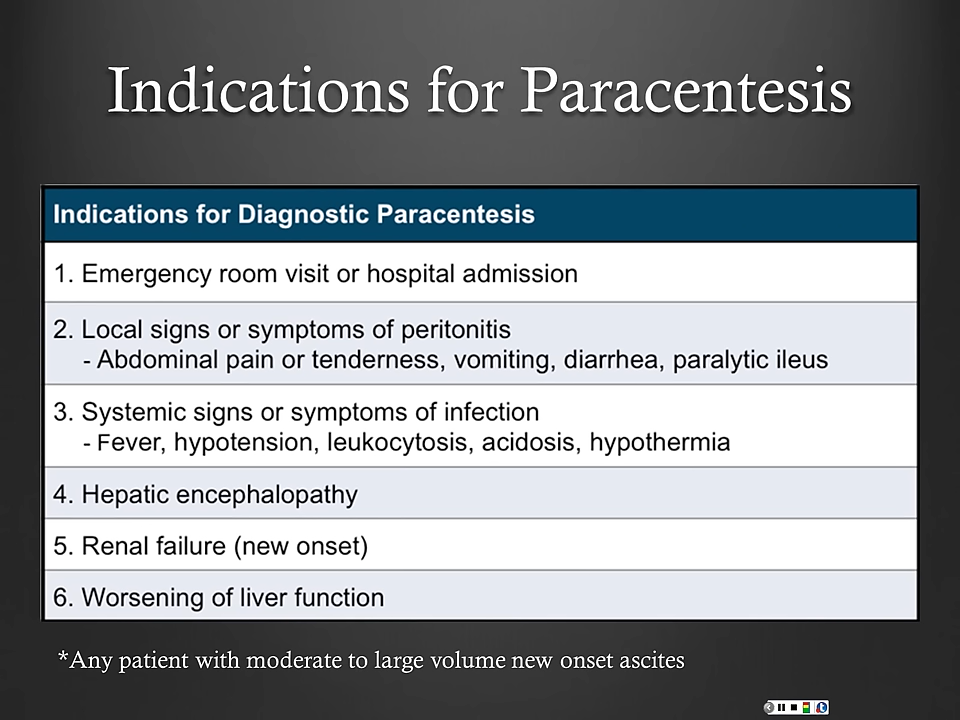 Indications for Paracentesis
Indications for Diagnostic Paracentesis
1. Emergency room visit or hospital admission
2. Local signs or symptoms of peritonitis
- Abdominal pain or tenderness, vomiting, diarrhea, paralytic ileus
3. Systemic signs or symptoms of infection
- Fever, hypotension, leukocytosis, acidosis, hypothermia
4. Hepatic encephalopathy
5. Renal failure (new onset)
6. Worsening of liver function
*Any patient with moderate to large volume new onset ascites